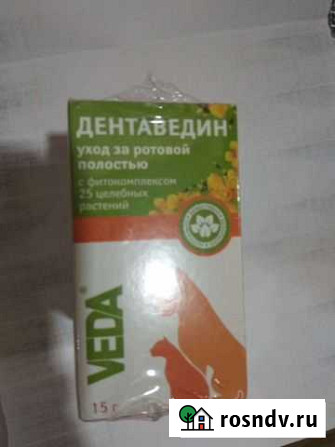 ДЕНТАВЕДИН
уход за ротовой
полостью
с фитокомплексом
25 целебных
растений
VEDA®
15 г
rosndv.ru